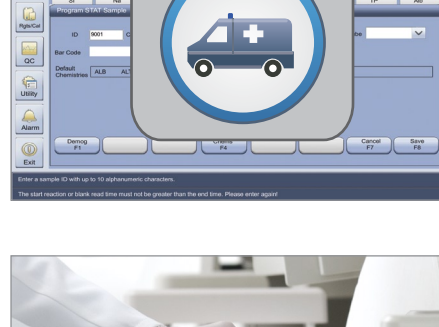 Program STAT Sample
ID 9001
Bar Code
Default
Chemistries ALB
Rgts/Cal
QC
Utility
Alarm
Exit
Demog
F1
F4
Cancel
F7
Save
F8
Enter a sample ID with up to 10 alphanumeric characters.
The start reaction or blank read time must not be greater than the end time. Please enter again!